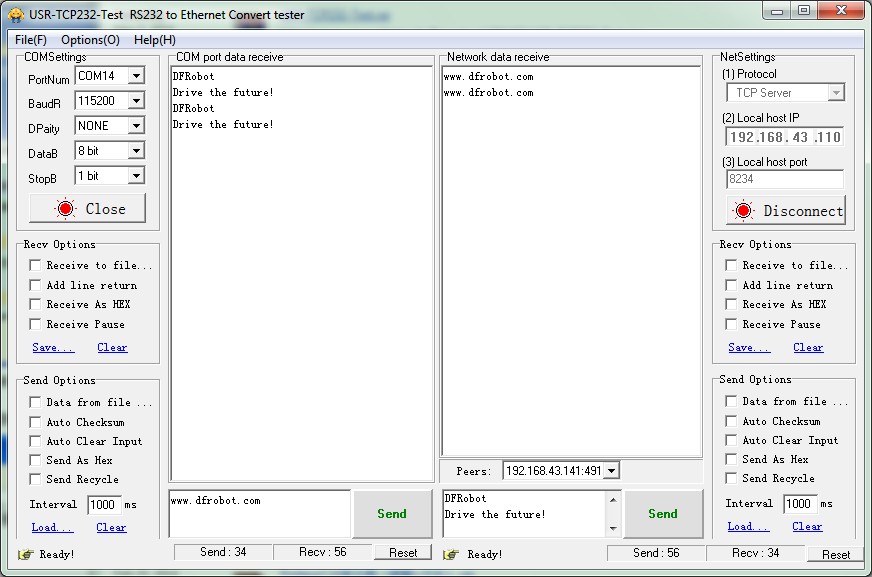 USR-TCP232-Test  RS232 to Ethernet Convert tester
File(F) Options(O) Help(H)
COMSettings
PortNum COM14
BaudR 115200
DPaity NONE
DataB 8 bit
StopB 1 bit
Close
Recv Options
Receive to file...
Add line return
Receive As HEX
Receive Pause
Save... Clear
Send Options
Data from file ...
Auto Checksum
Auto Clear Input
Send As Hex
Send Recycle
Interval 1000 ms
Load... Clear
Ready!
COM port data receive
DFRobot
Drive the future!
DFRobot
Drive the future!
www.dfrobot.com
Send
Send : 34 Recv : 56 Reset
Network data receive
www.dfrobot.com
www.dfrobot.com
Peers: 192.168.43.141:491
DFRobot
Drive the future!
Send
Ready!
Send : 56 Recv : 34 Reset
NetSettings
(1) Protocol
TCP Server
(2) Local host IP
192.168. 43 .110
(3) Local host port
8234
Disconnect
Recv Options
Receive to file...
Add line return
Receive As HEX
Receive Pause
Save... Clear
Send Options
Data from file ...
Auto Checksum
Auto Clear Input
Send As Hex
Send Recycle
Interval 1000 ms
Load... Clear